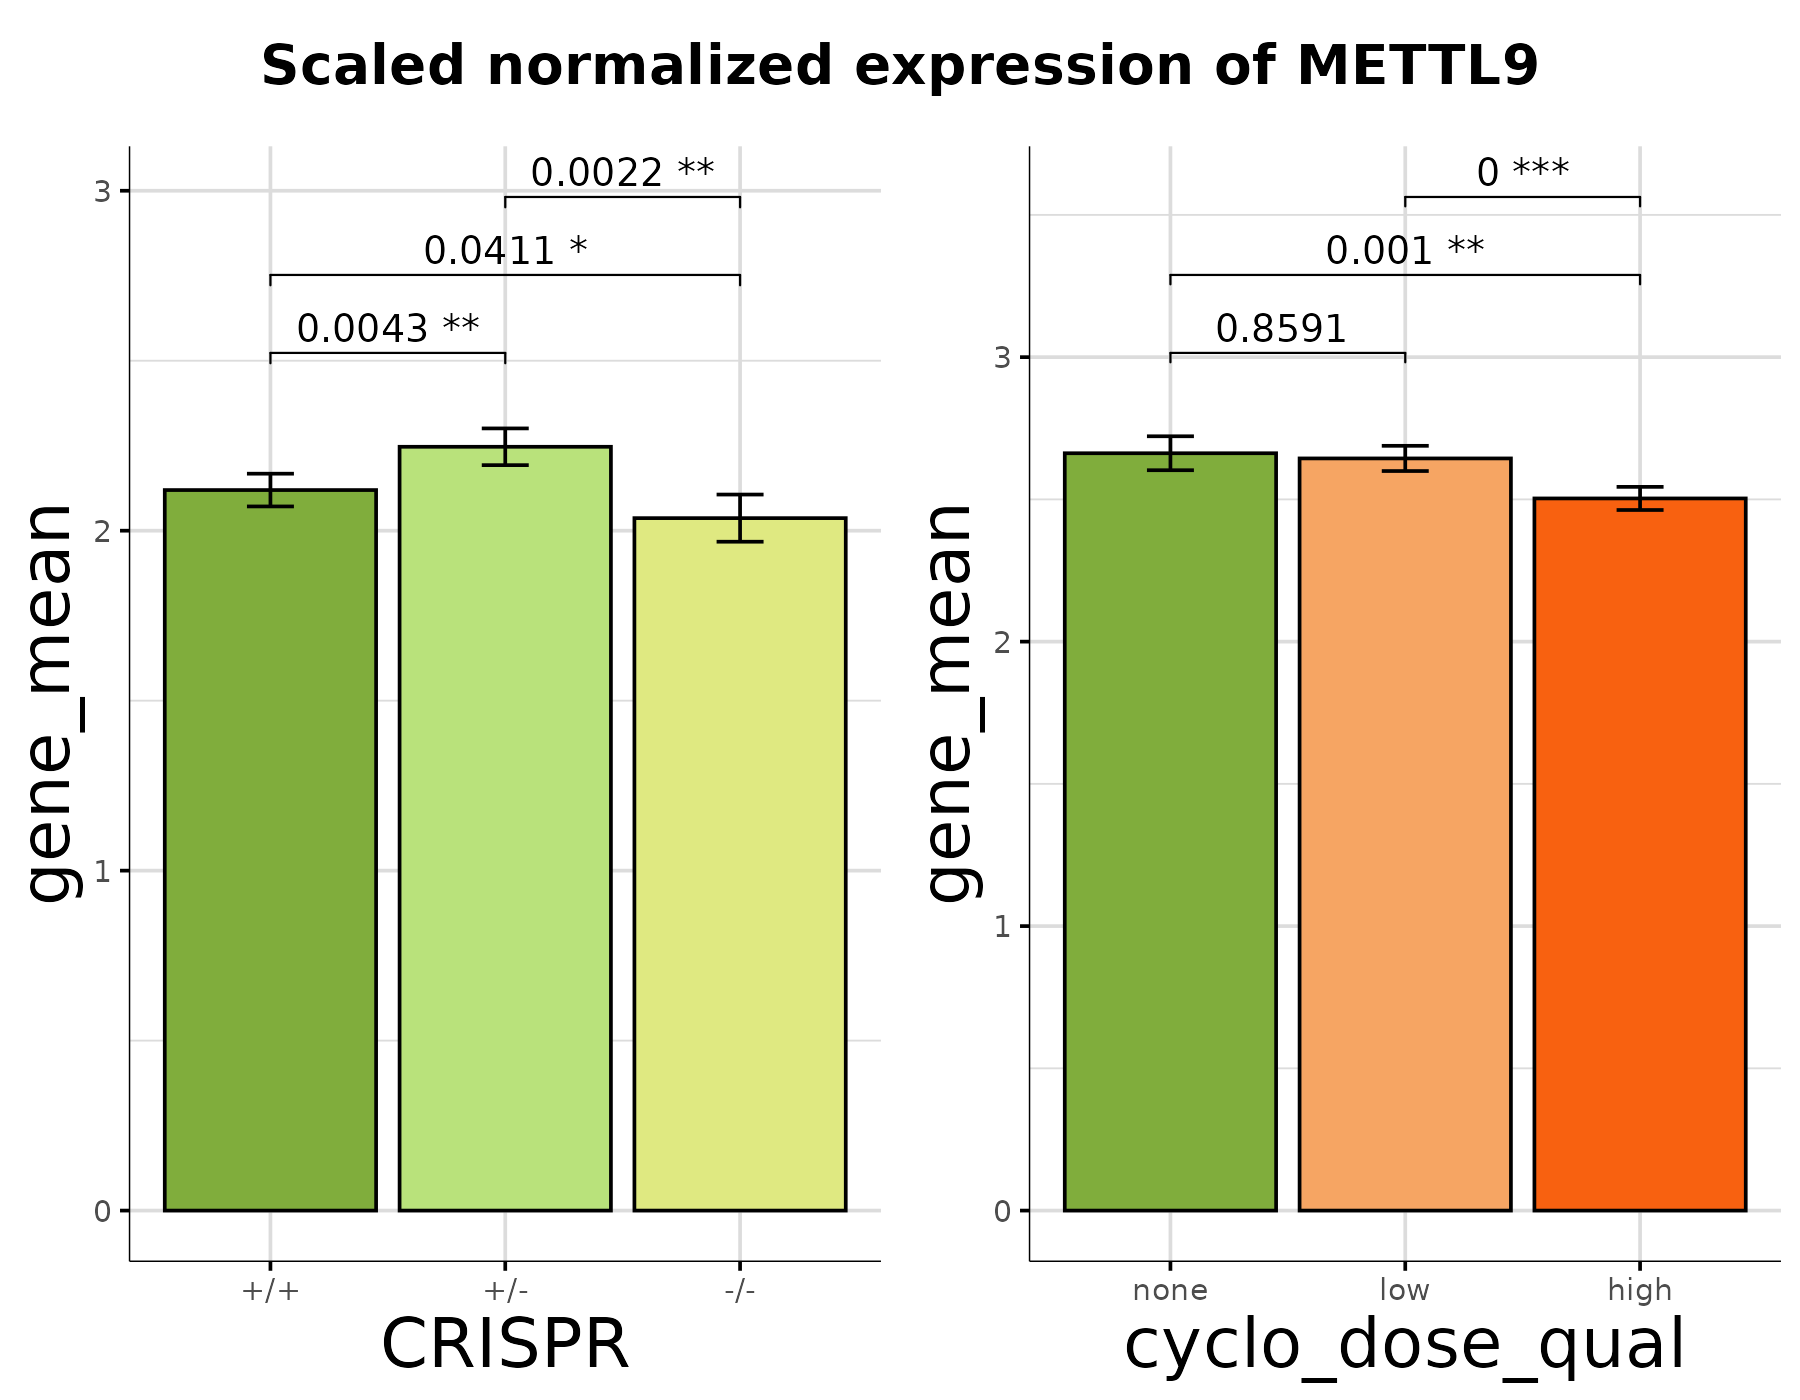 Scaled normalized expression of METTL9
gene_mean
3
2
1
0
0.0022 **
0.0411 *
0.0043 **
+/+
+/-
-/-
CRISPR
gene_mean
3
2
1
0
0 ***
0.001 **
0.8591
none
low
high
cyclo_dose_qual